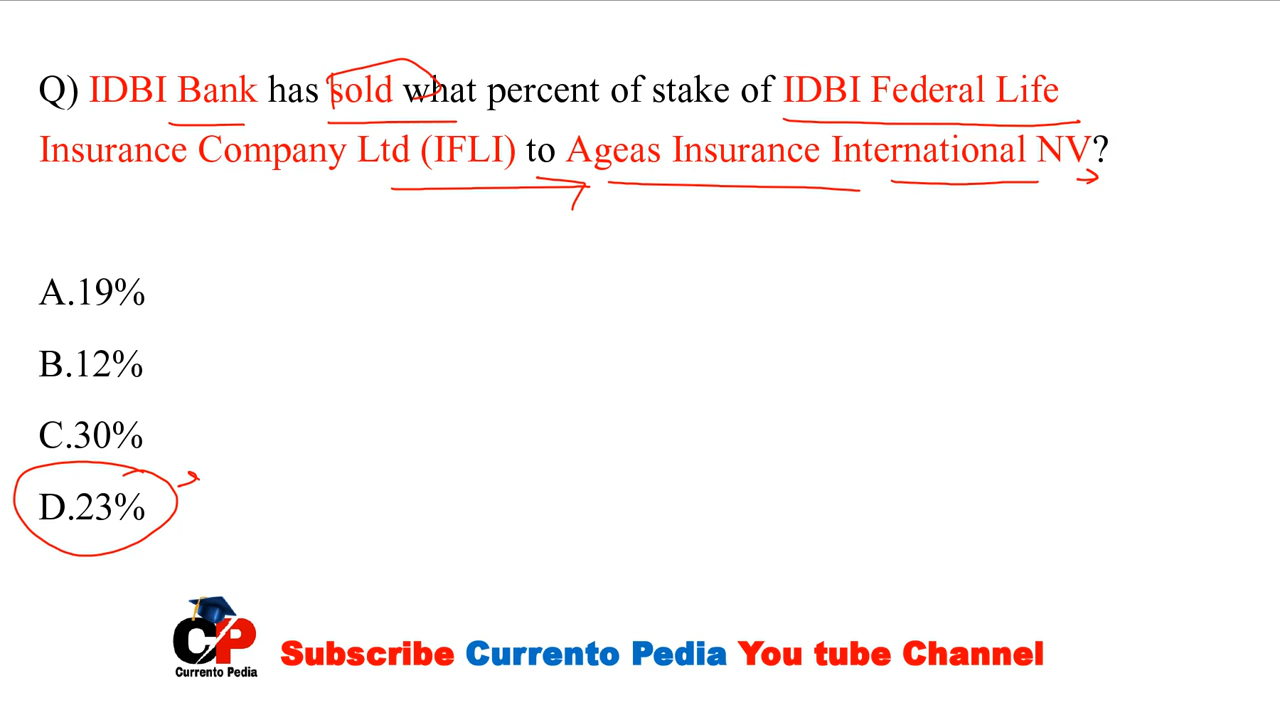 Q) IDBI Bank has sold what percent of stake of IDBI Federal Life
Insurance Company Ltd (IFLI) to Ageas Insurance International NV?
A.19%
B.12%
C.30%
D.23%
CP
Currento Pedia
Subscribe Currento Pedia You tube Channel